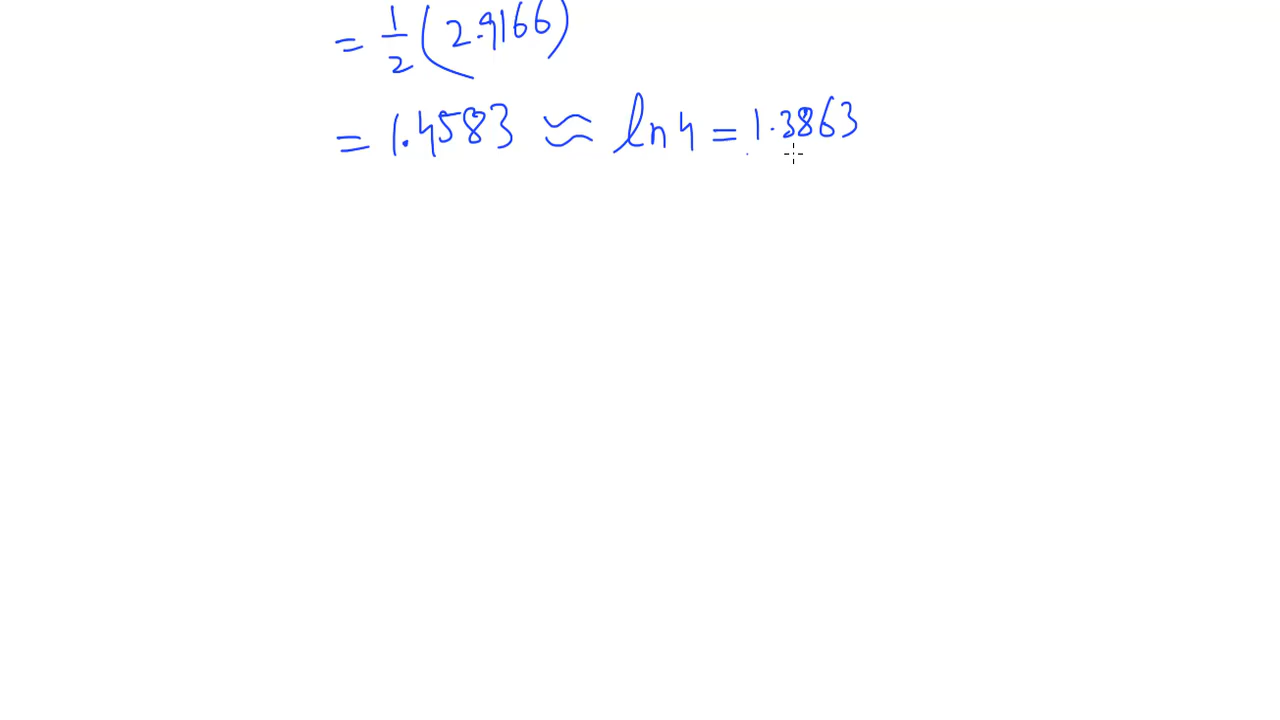 = 1/2 (2.9166)
= 1.4583 ≈ ln 4 = 1.3863